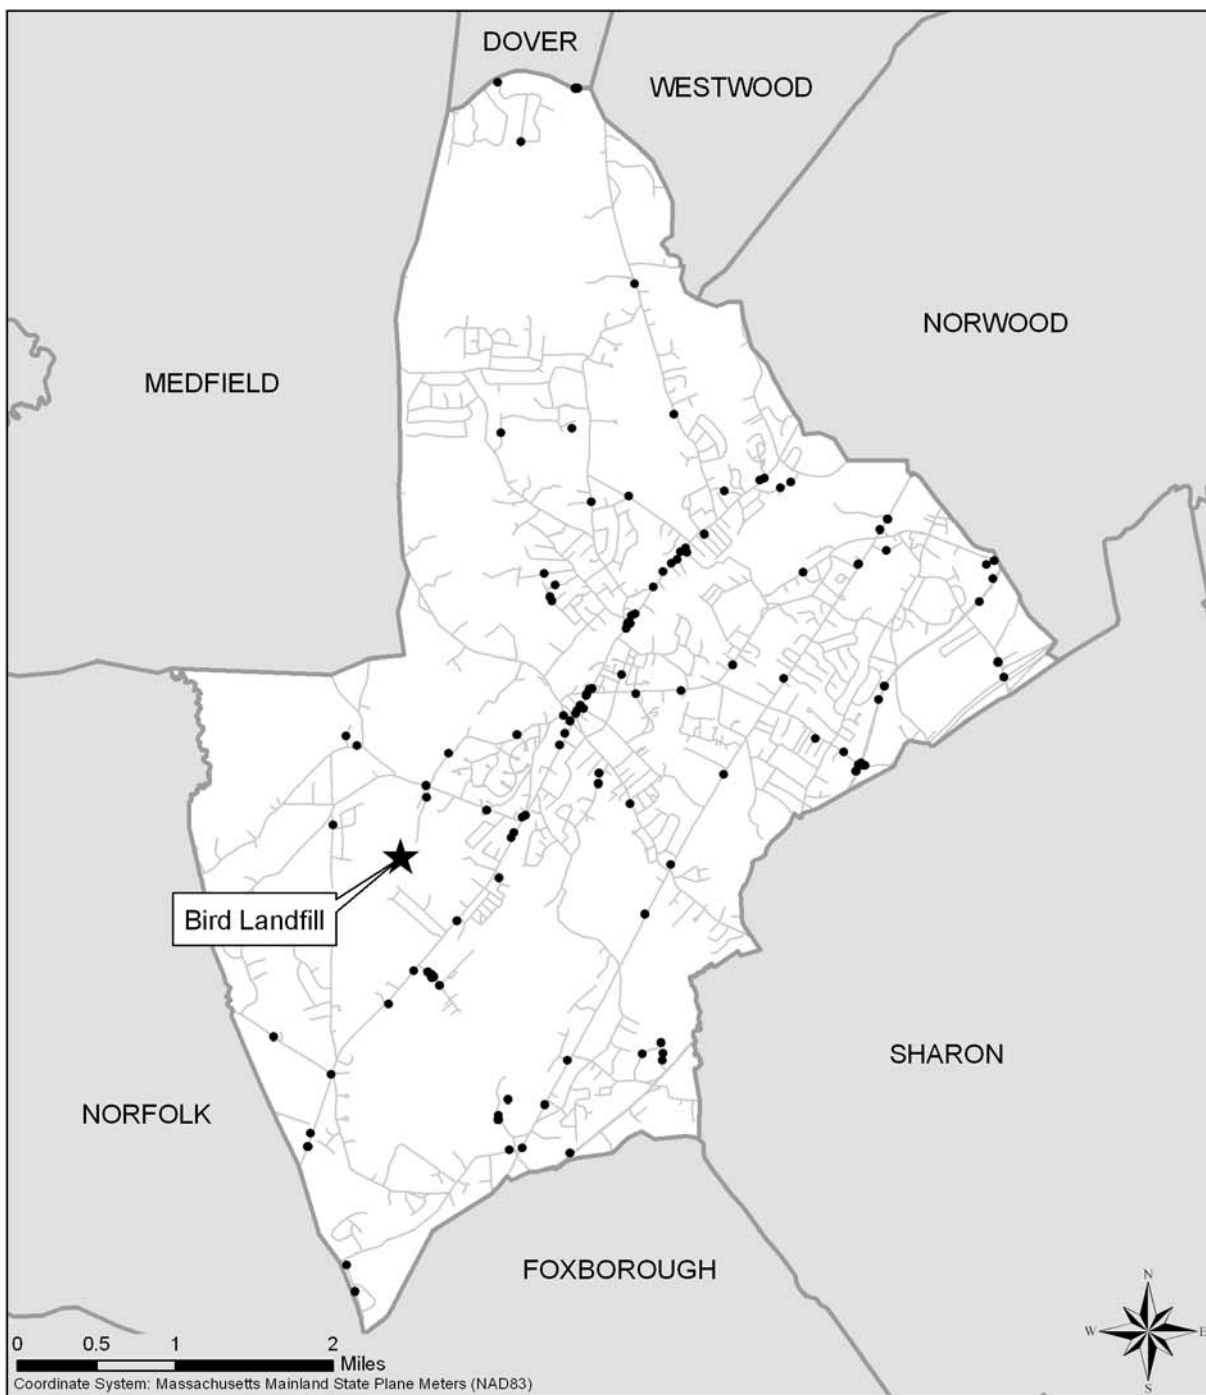 DOVER
WESTWOOD
NORWOOD
MEDFIELD
Bird Landfill
SHARON
NORFOLK
FOXBOROUGH
N
W E
S
0 0.5 1 2
Miles
Coordinate System: Massachusetts Mainland State Plane Meters (NAD83)